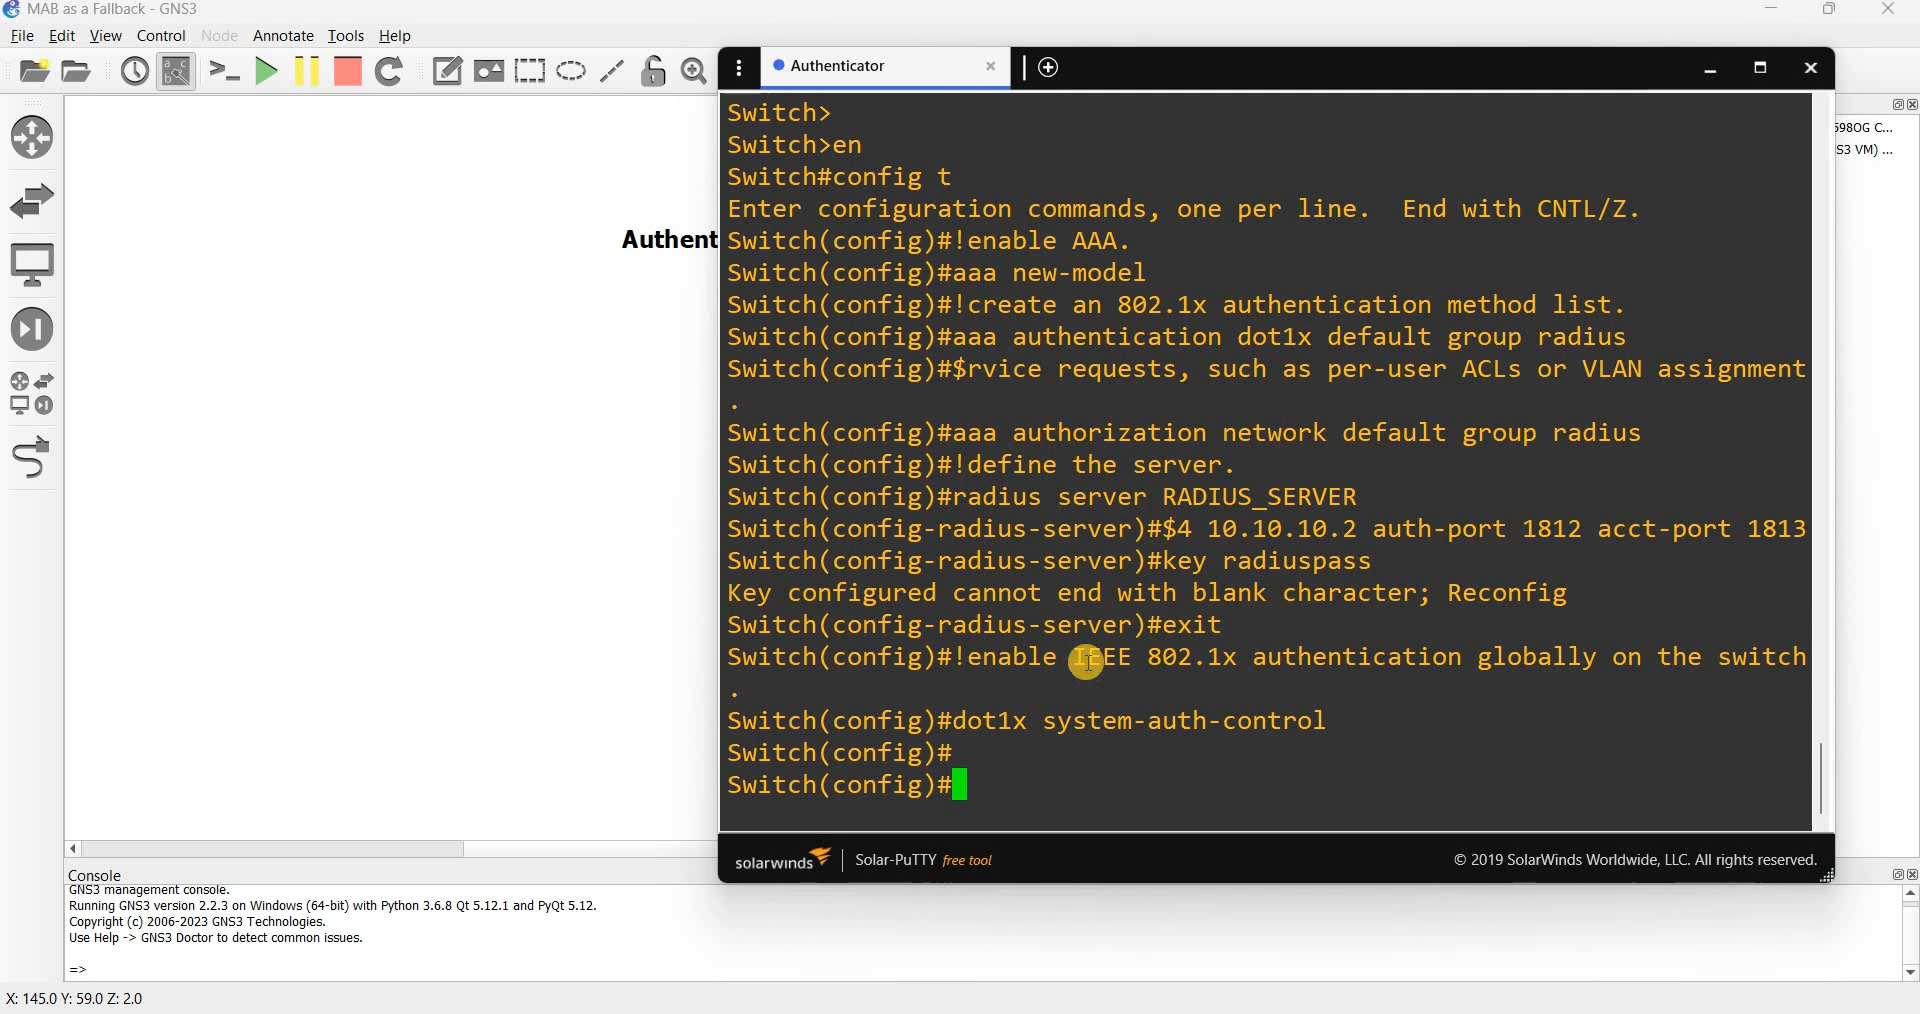 MAB as a Fallback - GNS3
File Edit View Control Node Annotate Tools Help
Authenticator
Switch>
Switch>en
Switch#config t
Enter configuration commands, one per line.  End with CNTL/Z.
Switch(config)#!enable AAA.
Switch(config)#aaa new-model
Switch(config)#!create an 802.1x authentication method list.
Switch(config)#aaa authentication dot1x default group radius
Switch(config)#$rvice requests, such as per-user ACLs or VLAN assignment
.
Switch(config)#aaa authorization network default group radius
Switch(config)#!define the server.
Switch(config)#radius server RADIUS_SERVER
Switch(config-radius-server)#$4 10.10.10.2 auth-port 1812 acct-port 1813
Switch(config-radius-server)#key radiuspass
Key configured cannot end with blank character; Reconfig
Switch(config-radius-server)#exit
Switch(config)#!enable IEEE 802.1x authentication globally on the switch
.
Switch(config)#dot1x system-auth-control
Switch(config)#
Switch(config)#
Authent
598OG C...
S3 VM) ...
solarwinds Solar-PuTTY free tool © 2019 SolarWinds Worldwide, LLC. All rights reserved.
Console
GNS3 management console.
Running GNS3 version 2.2.3 on Windows (64-bit) with Python 3.6.8 Qt 5.12.1 and PyQt 5.12.
Copyright (c) 2006-2023 GNS3 Technologies.
Use Help -> GNS3 Doctor to detect common issues.
=>
X: 145.0 Y: 59.0 Z: 2.0